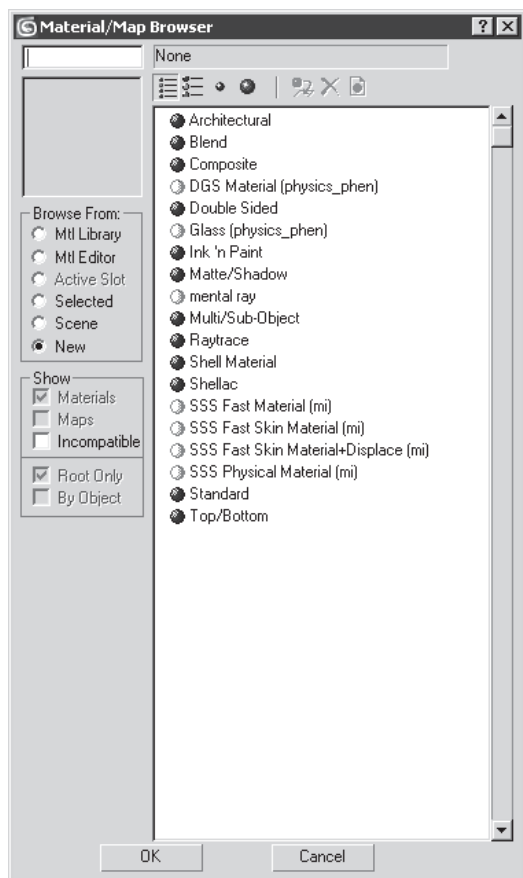 Material/Map Browser
None
Browse From:
Mtl Library
Mtl Editor
Active Slot
Selected
Scene
New
Show
Materials
Maps
Incompatible
Root Only
By Object
Architectural
Blend
Composite
DGS Material (physics_phen)
Double Sided
Glass (physics_phen)
Ink 'n Paint
Matte/Shadow
mental ray
Multi/Sub-Object
Raytrace
Shell Material
Shellac
SSS Fast Material (mi)
SSS Fast Skin Material (mi)
SSS Fast Skin Material+Displace (mi)
SSS Physical Material (mi)
Standard
Top/Bottom
OK
Cancel